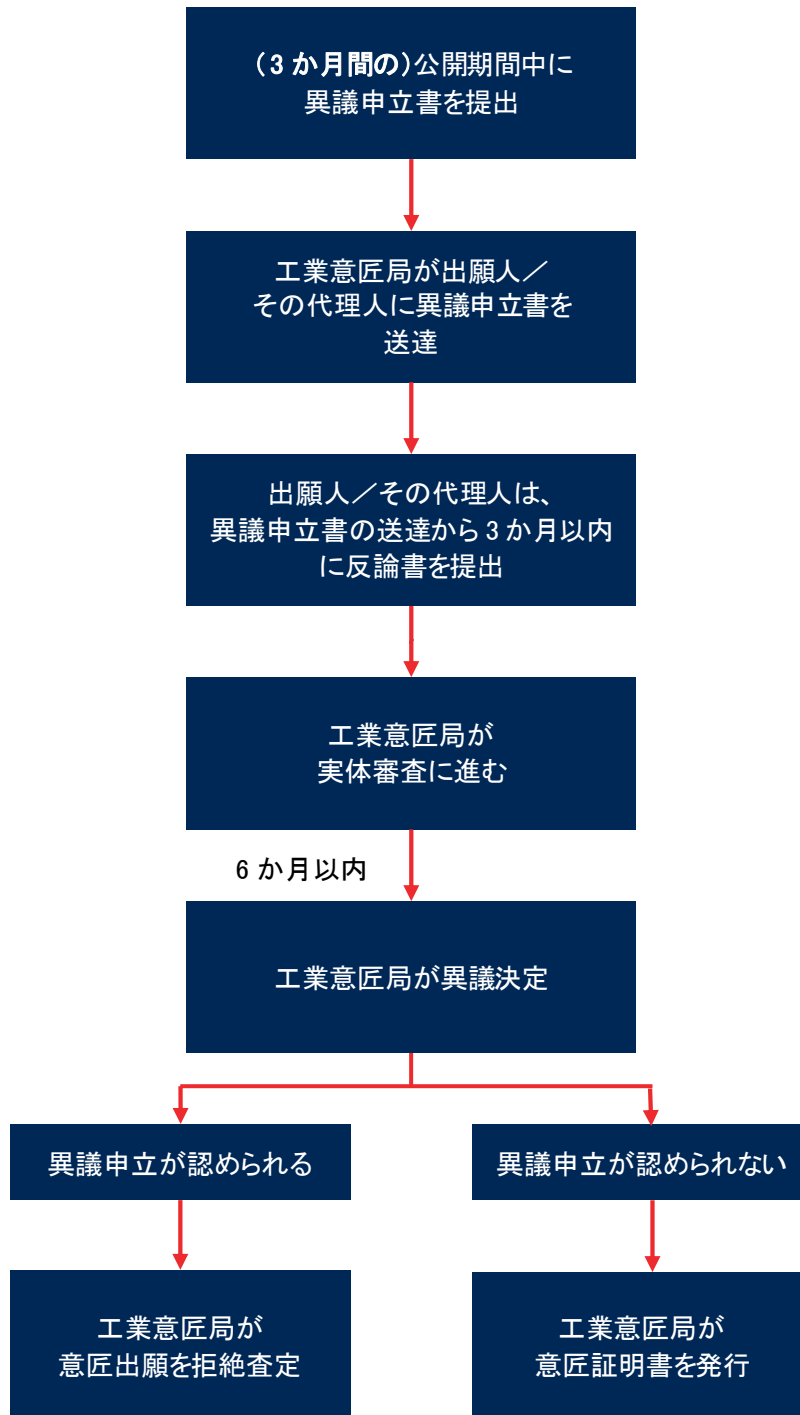 (3 か月間の)公開期間中に
異議申立書を提出
工業意匠局が出願人／
その代理人に異議申立書を
送達
出願人／その代理人は、
異議申立書の送達から 3 か月以内
に反論書を提出
工業意匠局が
実体審査に進む
6 か月以内
工業意匠局が異議決定
異議申立が認められる
異議申立が認められない
工業意匠局が
意匠出願を拒絶査定
工業意匠局が
意匠証明書を発行